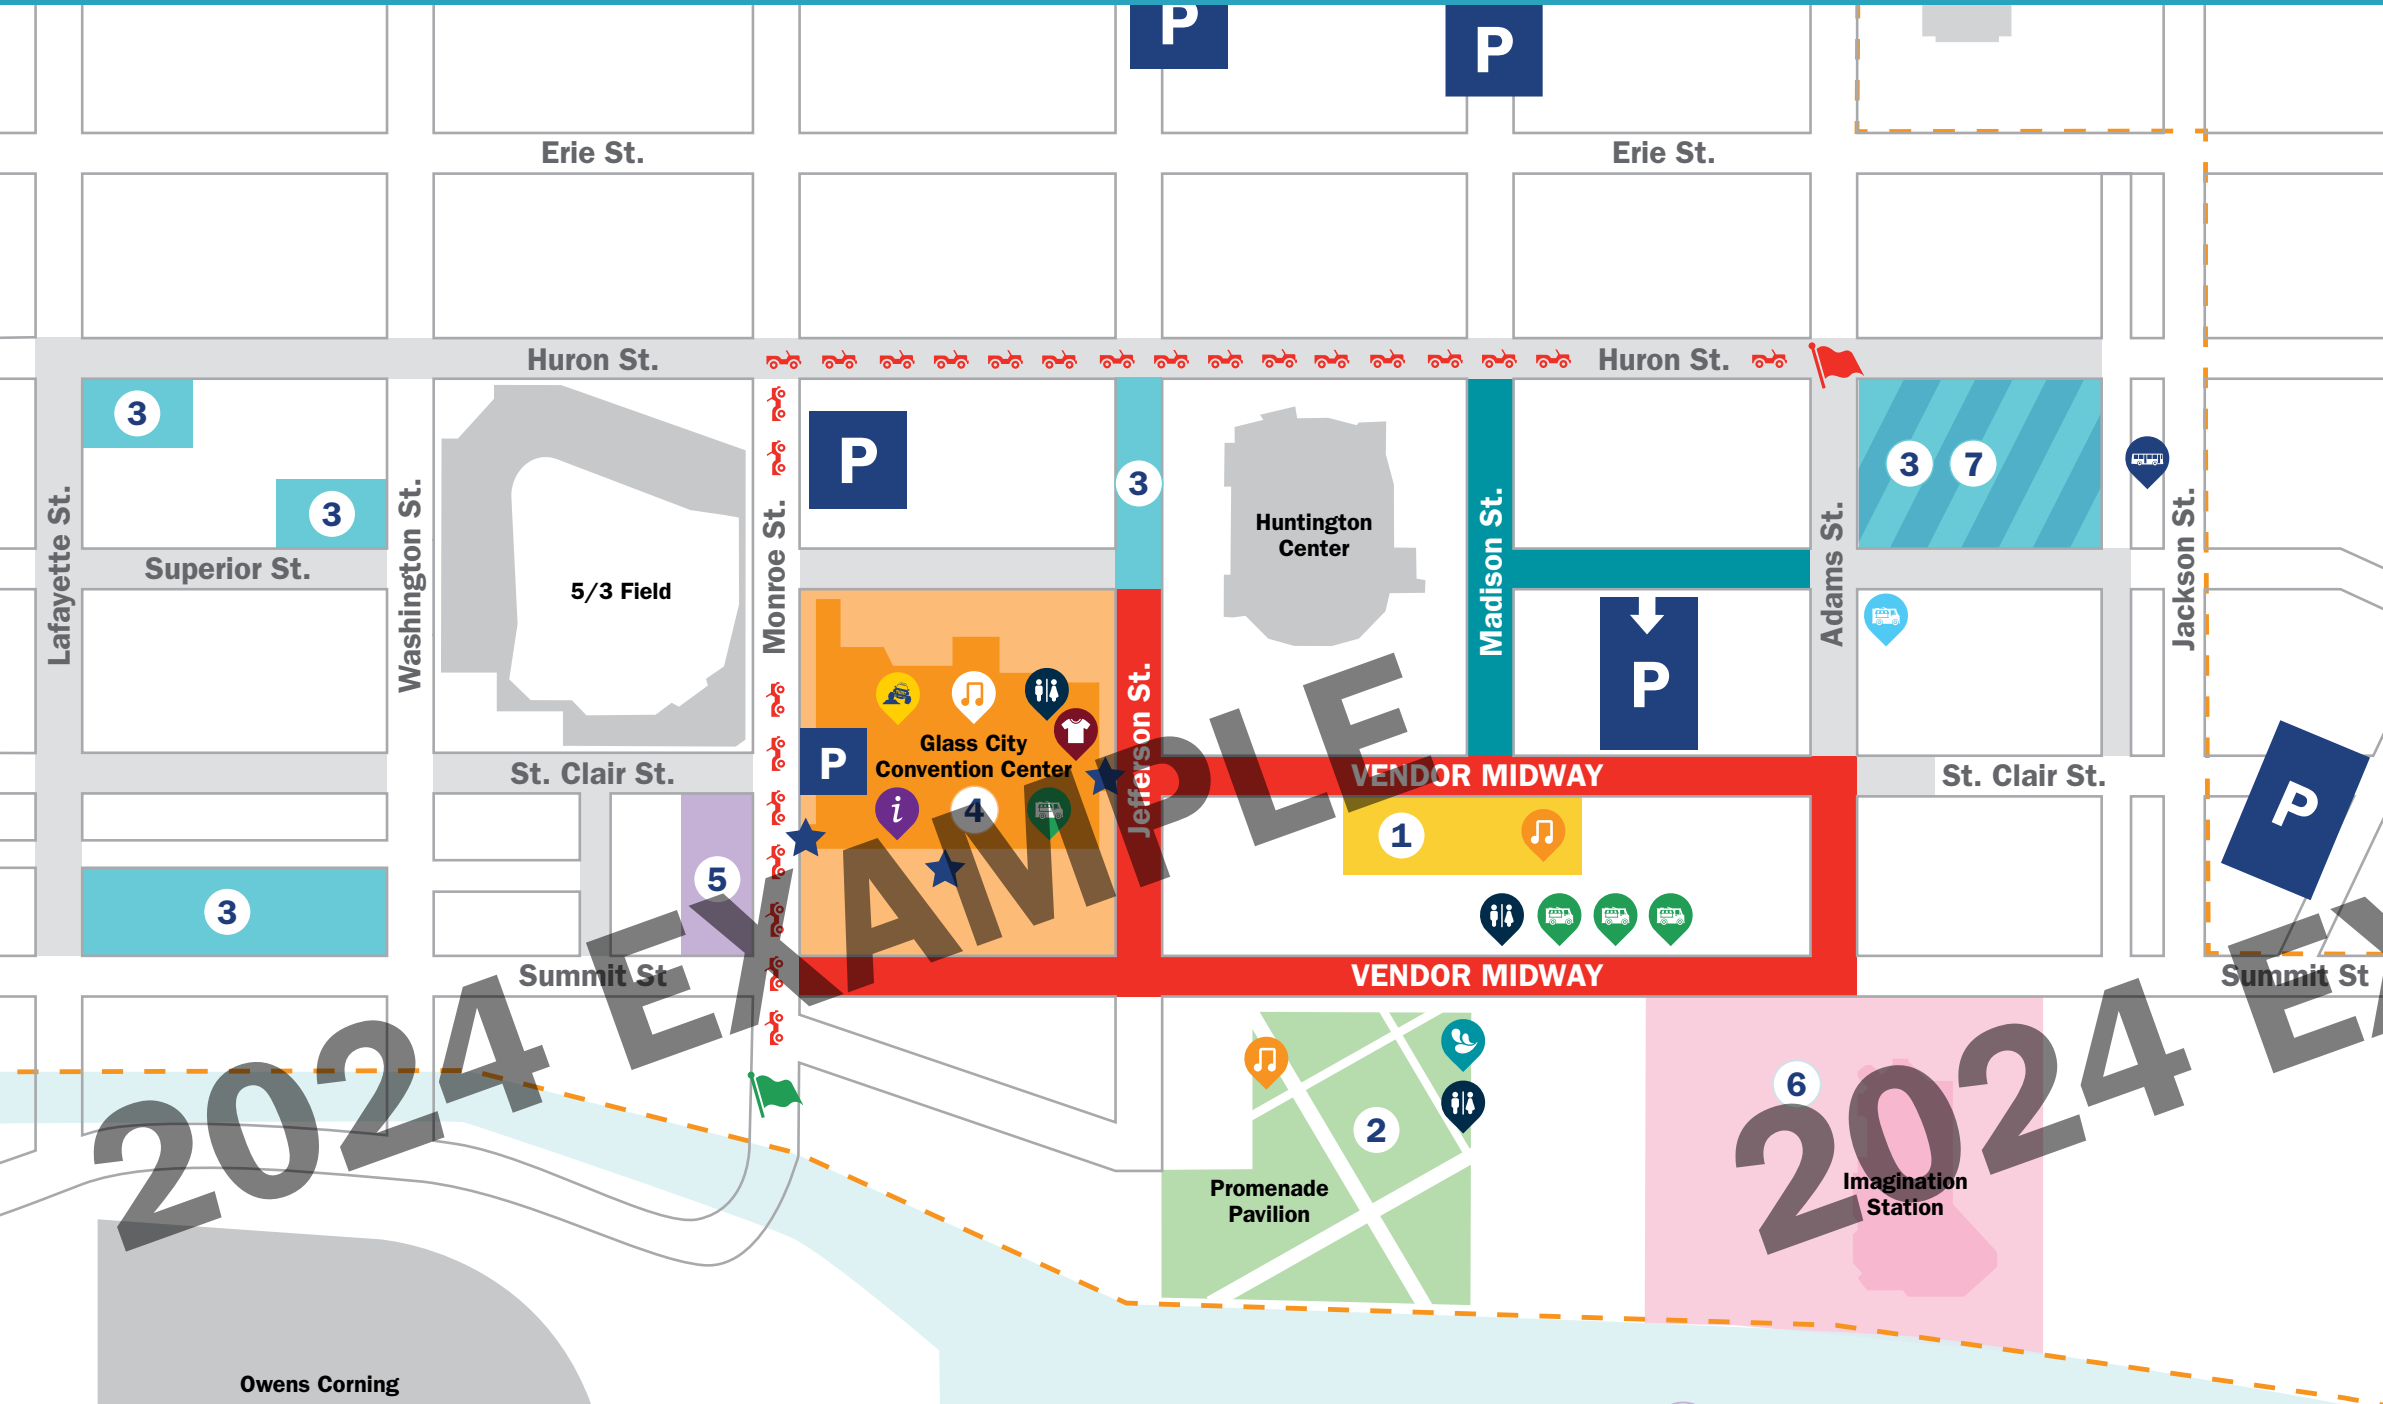 P
P
Erie St.
Erie St.
Huron St.
Huron St.
3
3
Superior St.
Lafayette St.
Washington St.
5/3 Field
Monroe St.
P
3
Huntington
Center
Madison St.
Adams St.
3
7
Jackson St.
P
P
Glass City
Convention Center
i
4
Jefferson St.
St. Clair St.
VENDOR MIDWAY
St. Clair St.
P
1
5
3
Summit St
VENDOR MIDWAY
Summit St
2
Promenade
Pavilion
6
Imagination
Station
Owens Corning
2024 EXAMPLE
2024 EX